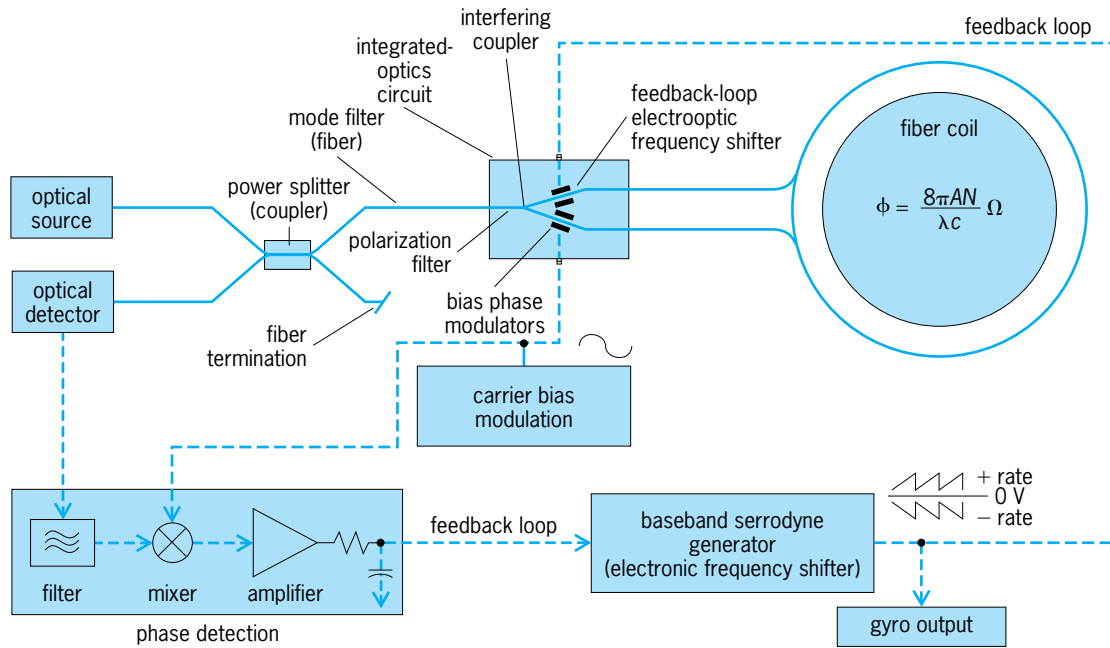 interfering
coupler
feedback loop
integrated-
optics
circuit
feedback-loop
electrooptic
frequency shifter
mode filter
(fiber)
fiber coil
optical
source
power splitter
(coupler)
ϕ = 8πAN/λc Ω
polarization
filter
optical
detector
bias phase
modulators
fiber
termination
carrier bias
modulation
+ rate
0 V
− rate
feedback loop
baseband serrodyne
generator
(electronic frequency shifter)
filter
mixer
amplifier
phase detection
gyro output